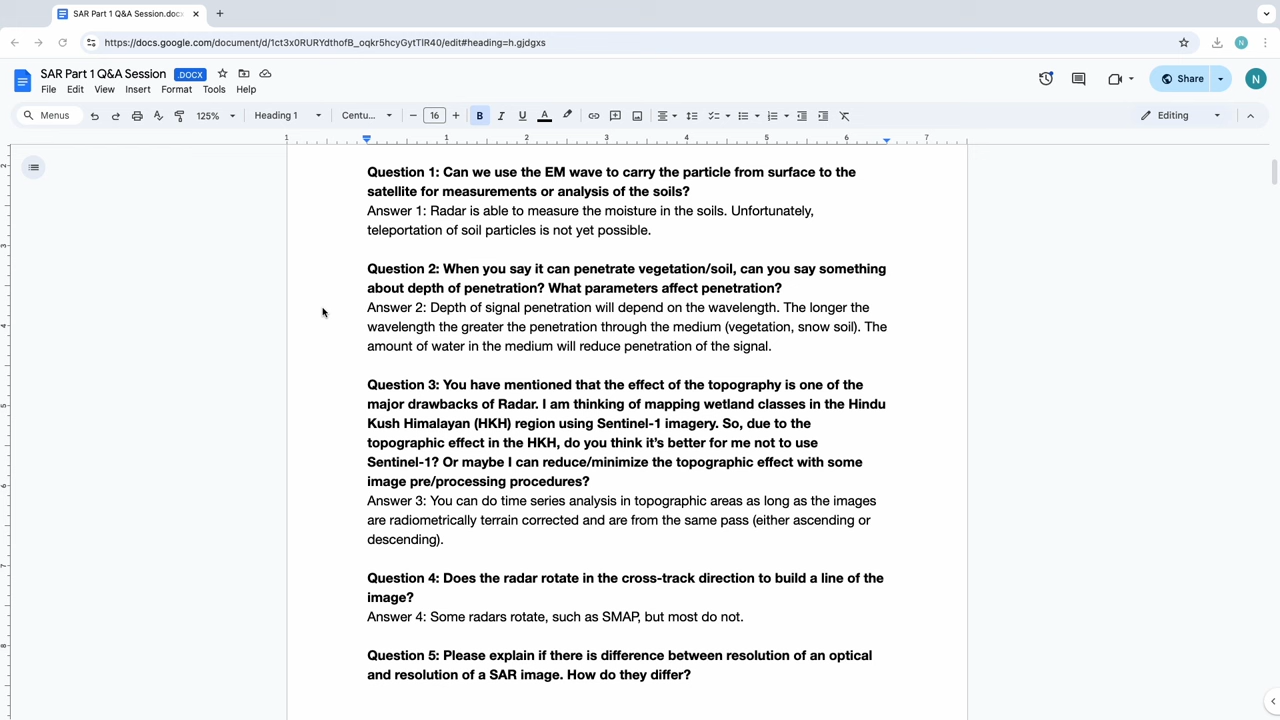 SAR Part 1 Q&A Session.docx
https://docs.google.com/document/d/1ct3x0RURYdthofB_oqkr5hcyGytTlR40/edit#heading=h.gjdgxs
N
SAR Part 1 Q&A Session .DOCX
File Edit View Insert Format Tools Help
Share
N
Menus 125% Heading 1 Centu... 16 B I U A Editing
1 1 2 3 4 5 6 7
2
3
4
5
6
7
8
Question 1: Can we use the EM wave to carry the particle from surface to the
satellite for measurements or analysis of the soils?
Answer 1: Radar is able to measure the moisture in the soils. Unfortunately,
teleportation of soil particles is not yet possible.
Question 2: When you say it can penetrate vegetation/soil, can you say something
about depth of penetration? What parameters affect penetration?
Answer 2: Depth of signal penetration will depend on the wavelength. The longer the
wavelength the greater the penetration through the medium (vegetation, snow soil). The
amount of water in the medium will reduce penetration of the signal.
Question 3: You have mentioned that the effect of the topography is one of the
major drawbacks of Radar. I am thinking of mapping wetland classes in the Hindu
Kush Himalayan (HKH) region using Sentinel-1 imagery. So, due to the
topographic effect in the HKH, do you think it’s better for me not to use
Sentinel-1? Or maybe I can reduce/minimize the topographic effect with some
image pre/processing procedures?
Answer 3: You can do time series analysis in topographic areas as long as the images
are radiometrically terrain corrected and are from the same pass (either ascending or
descending).
Question 4: Does the radar rotate in the cross-track direction to build a line of the
image?
Answer 4: Some radars rotate, such as SMAP, but most do not.
Question 5: Please explain if there is difference between resolution of an optical
and resolution of a SAR image. How do they differ?